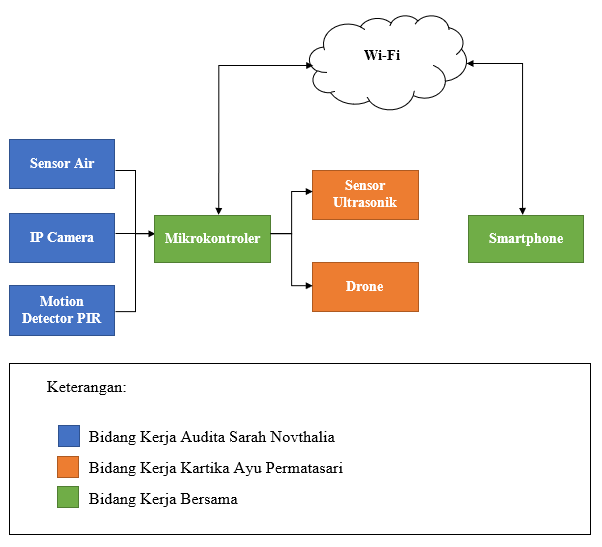 Wi-Fi
Sensor Air
IP Camera
Motion
Detector PIR
Mikrokontroler
Sensor
Ultrasonik
Drone
Smartphone
Keterangan:
Bidang Kerja Audita Sarah Novthalia
Bidang Kerja Kartika Ayu Permatasari
Bidang Kerja Bersama